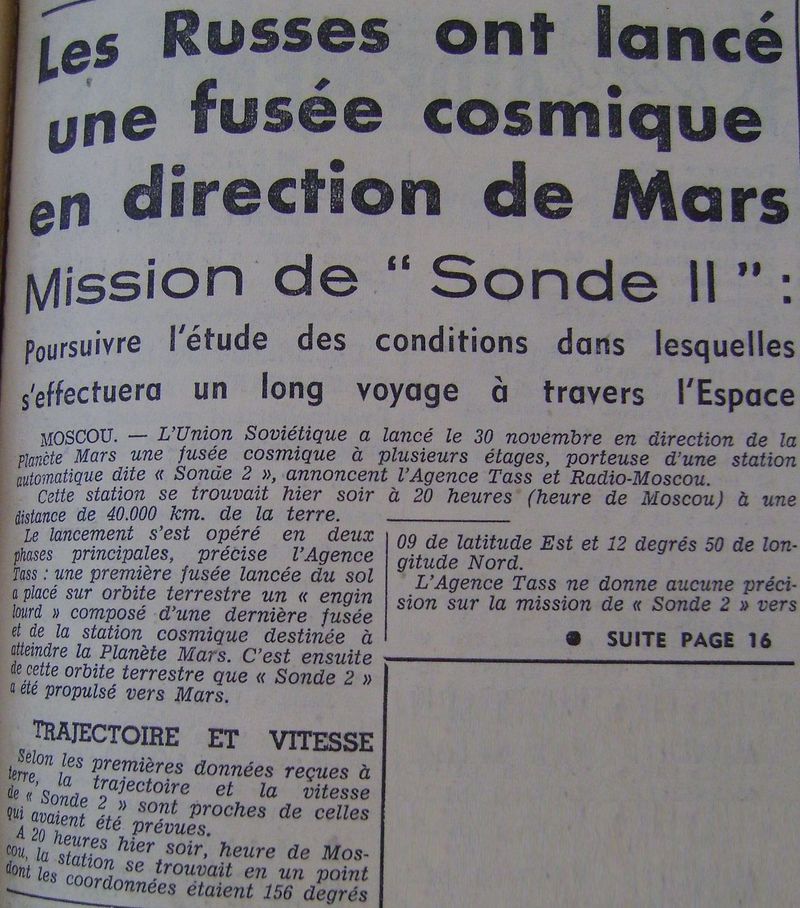 Les Russes ont lancé
une fusée cosmique
en direction de Mars
Mission de " Sonde II " :
Poursuivre l'étude des conditions dans lesquelles
s'effectuera un long voyage à travers l'Espace
MOSCOU. — L'Union Soviétique a lancé le 30 novembre en direction de la
Planète Mars une fusée cosmique à plusieurs étages, porteuse d'une station
automatique dite « Sonde 2 », annoncent l'Agence Tass et Radio-Moscou.
Cette station se trouvait hier soir à 20 heures (heure de Moscou) à une
distance de 40.000 km. de la terre.
Le lancement s'est opéré en deux
phases principales, précise l'Agence
Tass : une première fusée lancée du sol
a placé sur orbite terrestre un « engin
lourd » composé d'une dernière fusée
et de la station cosmique destinée à
atteindre la Planète Mars. C'est ensuite
de cette orbite terrestre que « Sonde 2 »
a été propulsé vers Mars.
TRAJECTOIRE ET VITESSE
Selon les premières données reçues à
terre, la trajectoire et la vitesse
de « Sonde 2 » sont proches de celles
qui avaient été prévues.
A 20 heures hier soir, heure de Mos-
cou, la station se trouvait en un point
dont les coordonnées étaient 156 degrés
09 de latitude Est et 12 degrés 50 de lon-
gitude Nord.
L'Agence Tass ne donne aucune préci-
sion sur la mission de « Sonde 2 » vers
● SUITE PAGE 16